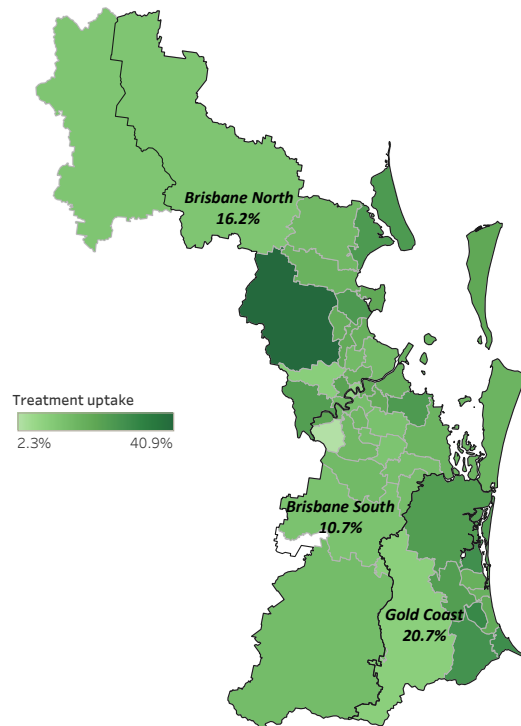 Brisbane North
16.2%
Treatment uptake
2.3% 40.9%
Brisbane South
10.7%
Gold Coast
20.7%